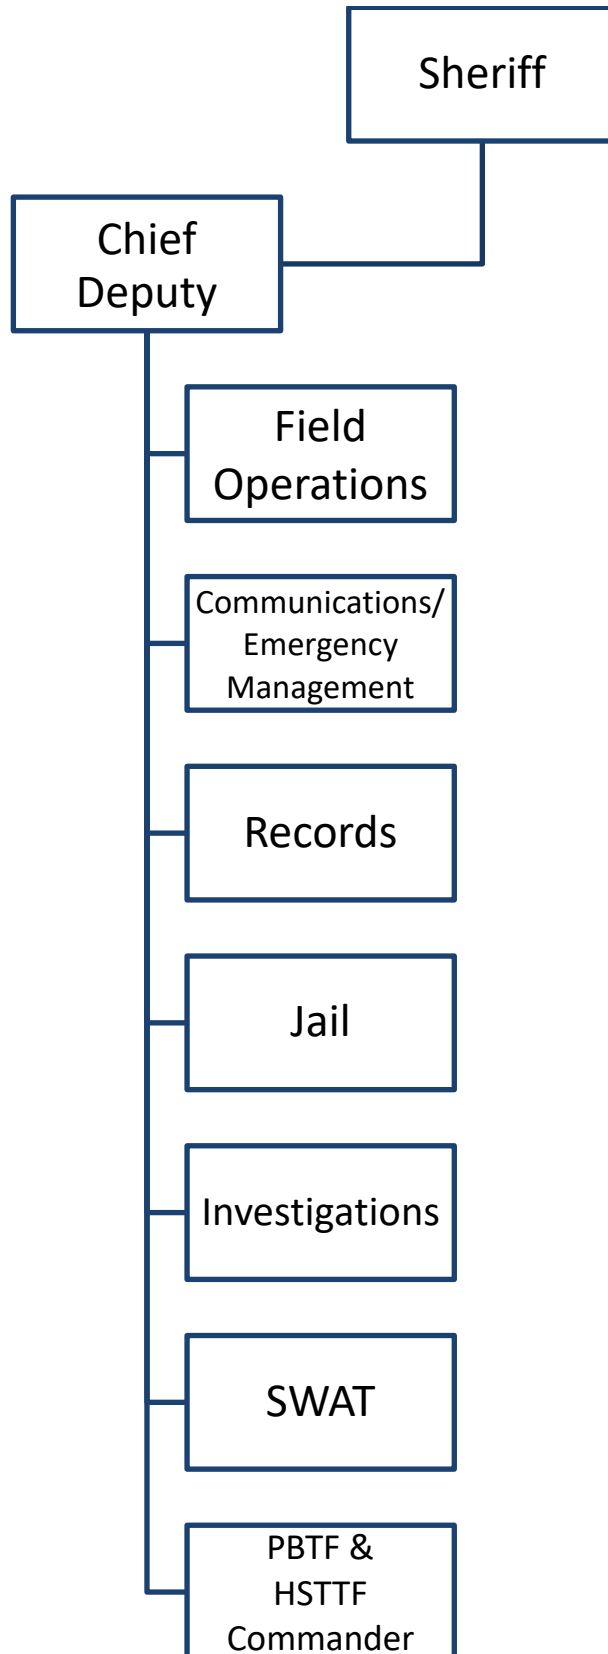 Sheriff
Chief
Deputy
Field
Operations
Communications/
Emergency
Management
Records
Jail
Investigations
SWAT
PBTF &
HSTTF
Commander